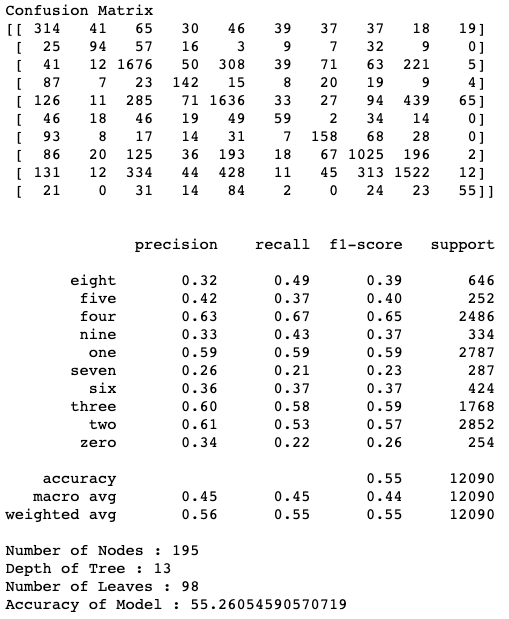 Confusion Matrix
[[ 314 41 65 30 46 39 37 37 18 19]
[ 25 94 57 16 3 9 7 32 9 0]
[ 41 12 1676 50 308 39 71 63 221 5]
[ 87 7 23 142 15 8 20 19 9 4]
[ 126 11 285 71 1636 33 27 94 439 65]
[ 46 18 46 19 49 59 2 34 14 0]
[ 93 8 17 14 31 7 158 68 28 0]
[ 86 20 125 36 193 18 67 1025 196 2]
[ 131 12 334 44 428 11 45 313 1522 12]
[ 21 0 31 14 84 2 0 24 23 55]]
precision recall f1-score support
eight 0.32 0.49 0.39 646
five 0.42 0.37 0.40 252
four 0.63 0.67 0.65 2486
nine 0.33 0.43 0.37 334
one 0.59 0.59 0.59 2787
seven 0.26 0.21 0.23 287
six 0.36 0.37 0.37 424
three 0.60 0.58 0.59 1768
two 0.61 0.53 0.57 2852
zero 0.34 0.22 0.26 254
accuracy 0.55 12090
macro avg 0.45 0.45 0.44 12090
weighted avg 0.56 0.55 0.55 12090
Number of Nodes : 195
Depth of Tree : 13
Number of Leaves : 98
Accuracy of Model : 55.26054590570719